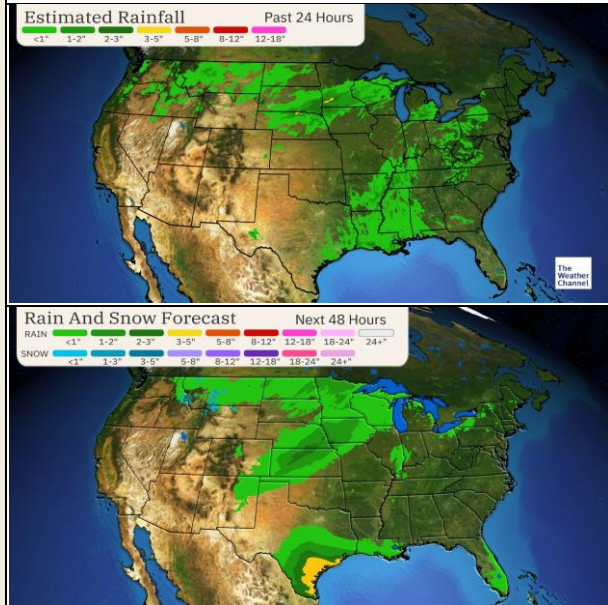 Estimated Rainfall Past 24 Hours
<1" 1-2" 2-3" 3-5" 5-8" 8-12" 12-18"
The
Weather
Channel
Rain And Snow Forecast Next 48 Hours
RAIN
<1" 1-2" 2-3" 3-5" 5-8" 8-12" 12-18" 18-24" 24+"
SNOW
<1" 1-3" 3-5" 5-8" 8-12" 12-18" 18-24" 24+"